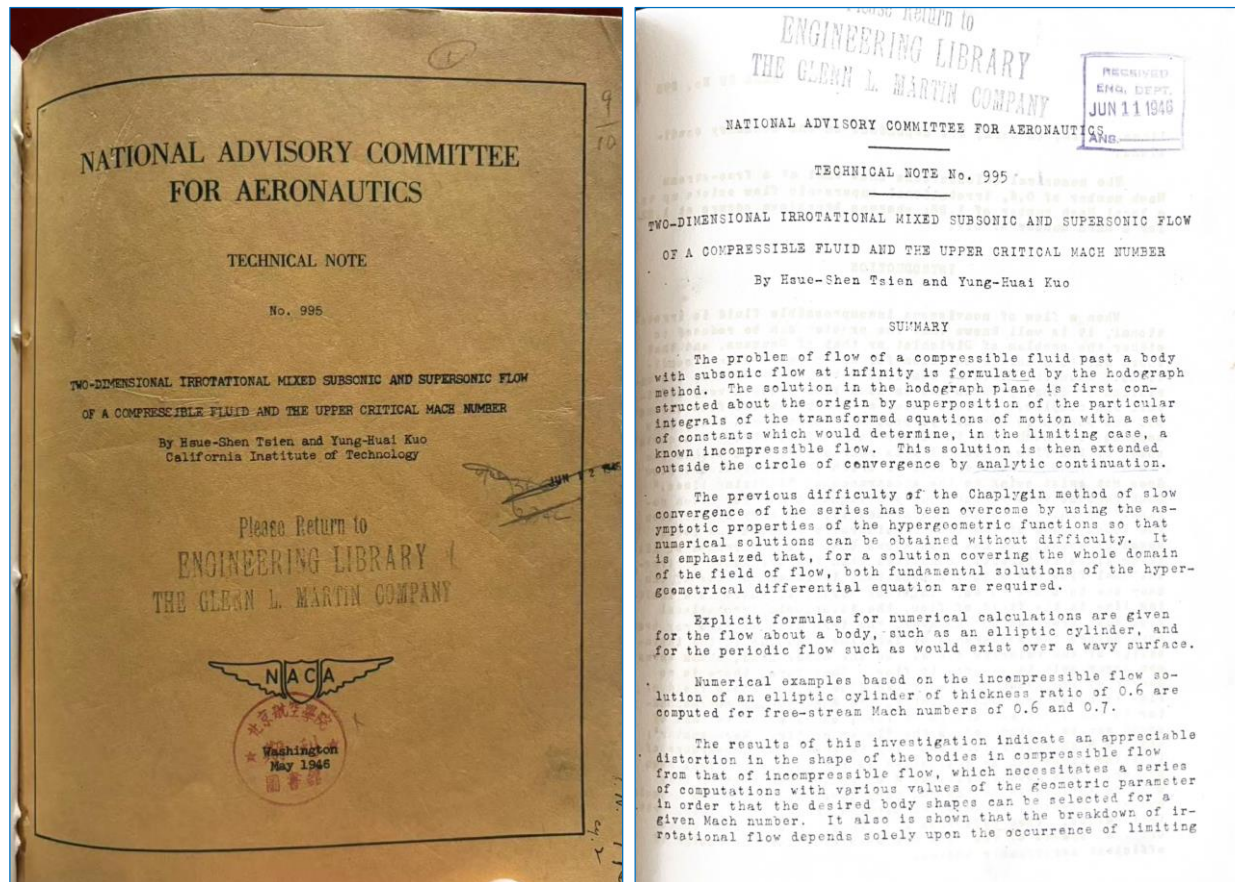 9
10
NATIONAL ADVISORY COMMITTEE
FOR AERONAUTICS
TECHNICAL NOTE
No. 995
TWO-DIMENSIONAL IRROTATIONAL MIXED SUBSONIC AND SUPERSONIC FLOW
OF A COMPRESSIBLE FLUID AND THE UPPER CRITICAL MACH NUMBER
By Hsue-Shen Tsien and Yung-Huai Kuo
California Institute of Technology
JUN 12
Please Return to
ENGINEERING LIBRARY
THE GLENN L. MARTIN COMPANY
NACA
北京航空學院
Washington
May 1946
圖書館
Please Return to
ENGINEERING LIBRARY
THE GLENN L. MARTIN COMPANY
RECEIVED
ENG. DEPT.
JUN 11 1946
ANS.
NATIONAL ADVISORY COMMITTEE FOR AERONAUTICS
TECHNICAL NOTE No. 995
TWO-DIMENSIONAL IRROTATIONAL MIXED SUBSONIC AND SUPERSONIC FLOW
OF A COMPRESSIBLE FLUID AND THE UPPER CRITICAL MACH NUMBER
By Hsue-Shen Tsien and Yung-Huai Kuo
SUMMARY
The problem of flow of a compressible fluid past a body
with subsonic flow at infinity is formulated by the hodograph
method. The solution in the hodograph plane is first con-
structed about the origin by superposition of the particular
integrals of the transformed equations of motion with a set
of constants which would determine, in the limiting case, a
known incompressible flow. This solution is then extended
outside the circle of convergence by analytic continuation.
The previous difficulty of the Chaplygin method of slow
convergence of the series has been overcome by using the as-
ymptotic properties of the hypergeometric functions so that
numerical solutions can be obtained without difficulty. It
is emphasized that, for a solution covering the whole domain
of the field of flow, both fundamental solutions of the hyper-
geometrical differential equation are required.
Explicit formulas for numerical calculations are given
for the flow about a body, such as an elliptic cylinder, and
for the periodic flow such as would exist over a wavy surface.
Numerical examples based on the incompressible flow so-
lution of an elliptic cylinder of thickness ratio of 0.6 are
computed for free-stream Mach numbers of 0.6 and 0.7.
The results of this investigation indicate an appreciable
distortion in the shape of the bodies in compressible flow
from that of incompressible flow, which necessitates a series
of computations with various values of the geometric parameter
in order that the desired body shapes can be selected for a
given Mach number. It also is shown that the breakdown of ir-
rotational flow depends solely upon the occurrence of limiting